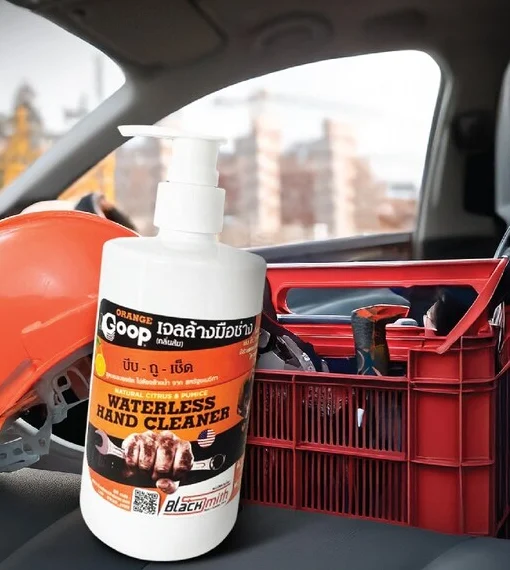 ORANGE
Goop
เจลล้างมือช่าง
(กลิ่นส้ม)
บีบ - ถู - เช็ด
NATURAL CITRUS & PUMICE
WATERLESS
HAND CLEANER
BlackSmith